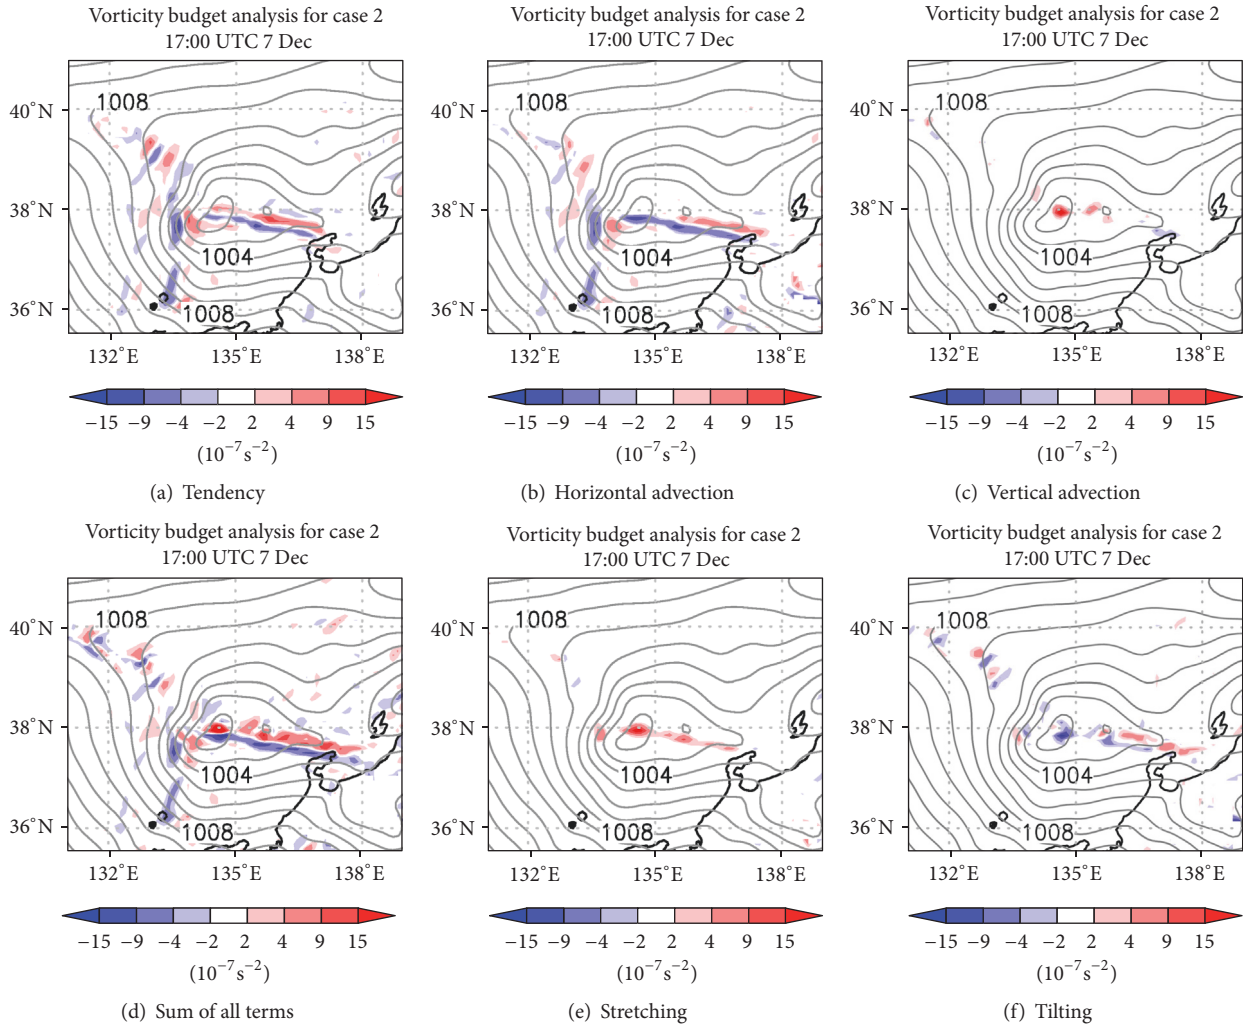 Vorticity budget analysis for case 2
17:00 UTC 7 Dec
1008
1004
1008
40°N
38°N
36°N
132°E
135°E
138°E
−15 −9 −4 −2 2 4 9 15
(10⁻⁷ s⁻²)
(a) Tendency
Vorticity budget analysis for case 2
17:00 UTC 7 Dec
1008
1004
1008
40°N
38°N
36°N
132°E
135°E
138°E
−15 −9 −4 −2 2 4 9 15
(10⁻⁷ s⁻²)
(b) Horizontal advection
Vorticity budget analysis for case 2
17:00 UTC 7 Dec
1008
1004
1008
40°N
38°N
36°N
132°E
135°E
138°E
−15 −9 −4 −2 2 4 9 15
(10⁻⁷ s⁻²)
(c) Vertical advection
Vorticity budget analysis for case 2
17:00 UTC 7 Dec
1008
1004
1008
40°N
38°N
36°N
132°E
135°E
138°E
−15 −9 −4 −2 2 4 9 15
(10⁻⁷ s⁻²)
(d) Sum of all terms
Vorticity budget analysis for case 2
17:00 UTC 7 Dec
1008
1004
1008
40°N
38°N
36°N
132°E
135°E
138°E
−15 −9 −4 −2 2 4 9 15
(10⁻⁷ s⁻²)
(e) Stretching
Vorticity budget analysis for case 2
17:00 UTC 7 Dec
1008
1004
1008
40°N
38°N
36°N
132°E
135°E
138°E
−15 −9 −4 −2 2 4 9 15
(10⁻⁷ s⁻²)
(f) Tilting